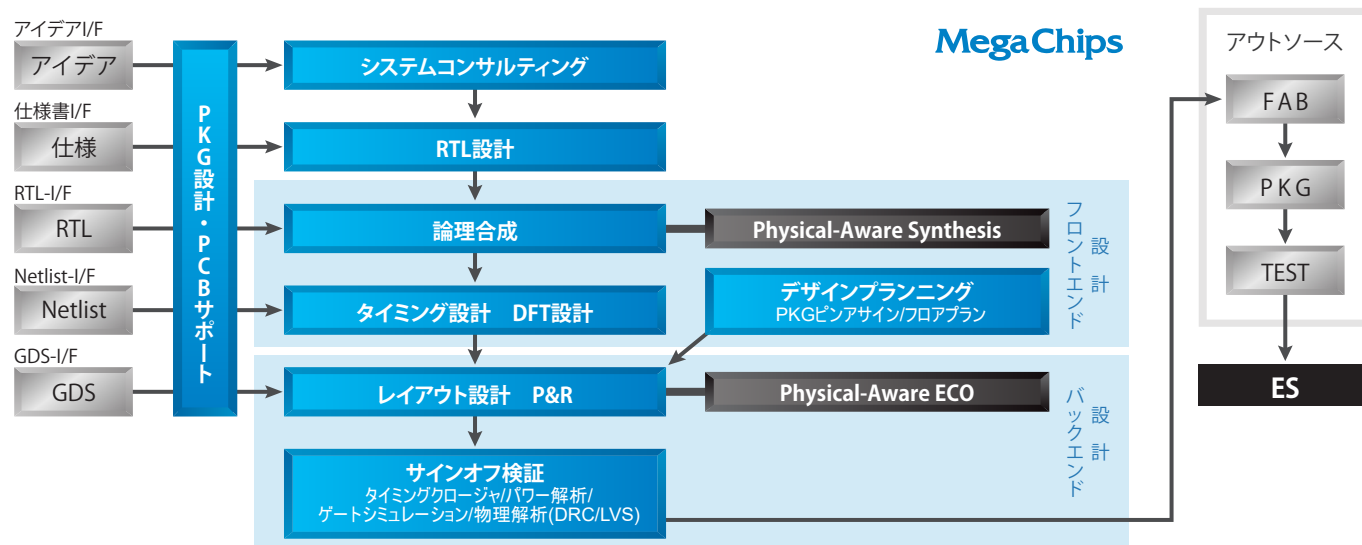 アイデアI/F
アイデア
仕様書I/F
仕様
RTL-I/F
RTL
Netlist-I/F
Netlist
GDS-I/F
GDS
PKG設計・PCBサポート
システムコンサルティング
RTL設計
論理合成
Physical-Aware Synthesis
タイミング設計 DFT設計
デザインプランニング
PKGピンアサイン/フロアプラン
フロントエンド
設計
レイアウト設計 P&R
Physical-Aware ECO
サインオフ検証
タイミングクロージャ/パワー解析/
ゲートシミュレーション/物理解析(DRC/LVS)
バックエンド
設計
MegaChips
アウトソース
FAB
PKG
TEST
ES